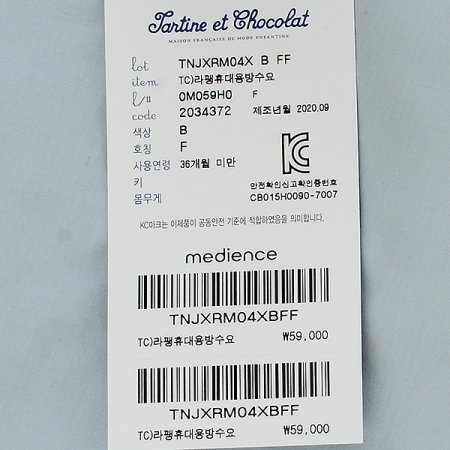 Tartine et Chocolat
MAISON FRANÇAISE DE MODE ENFANTINE
lot TNJXRM04X B FF
item TC)라팽휴대용방수요
l/# 0M059H0 F
code 2034372 제조년월 2020.09
색상 B
호칭 F
사용연령 36개월 미만
키
몸무게
안전확인신고확인증번호
CB015H0090-7007
KC마크는 이제품이 공통안전 기준에 적합하였음을 의미합니다.
medience
TNJXRM04XBFF
TC)라팽휴대용방수요 ₩59,000
TNJXRM04XBFF
TC)라팽휴대용방수요 ₩59,000